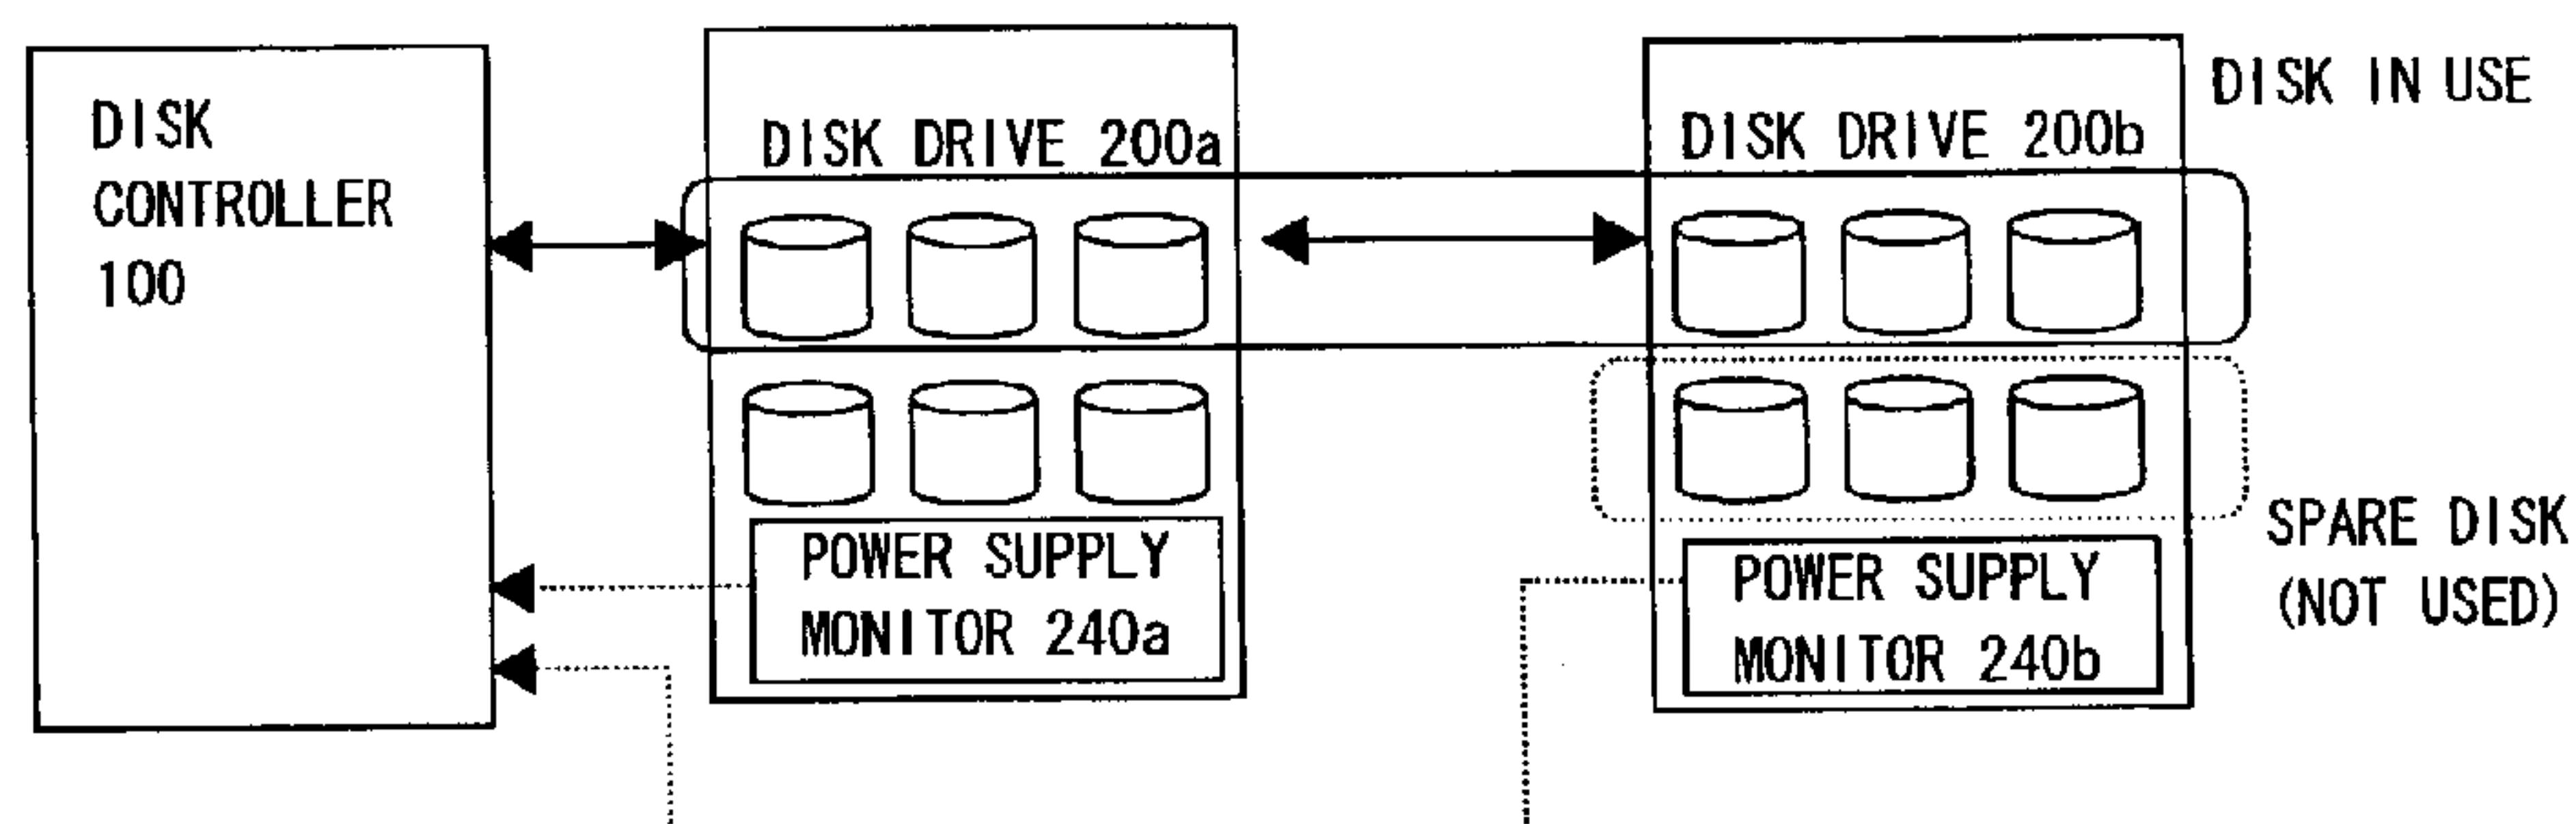 DISK
CONTROLLER
100
DISK DRIVE 200a
POWER SUPPLY
MONITOR 240a
DISK DRIVE 200b
POWER SUPPLY
MONITOR 240b
DISK IN USE
SPARE DISK
(NOT USED)